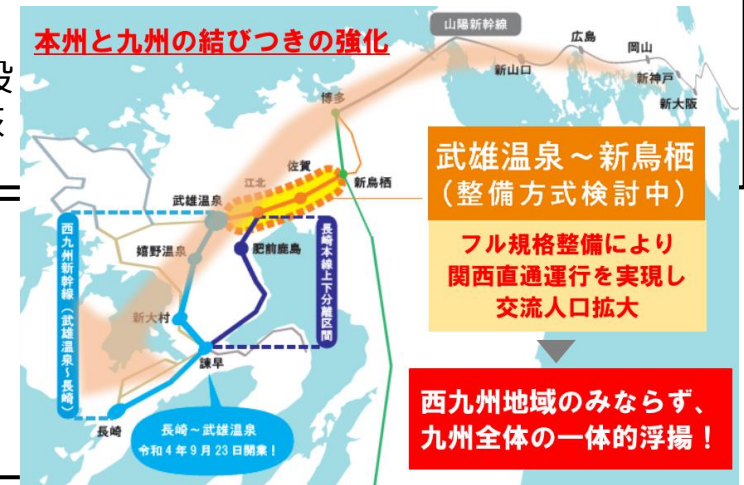 本州と九州の結びつきの強化
山陽新幹線
広島
岡山
新山口
新神戸
新大阪
博多
佐賀
江北
新鳥栖
武雄温泉
嬉野温泉
肥前鹿島
新大村
諫早
長崎
西九州新幹線（武雄温泉～長崎）
長崎本線上下分離区間
長崎～武雄温泉
令和4年9月23日開業！
武雄温泉～新鳥栖
（整備方式検討中）
フル規格整備により
関西直通運行を実現し
交流人口拡大
西九州地域のみならず、
九州全体の一体的浮揚！